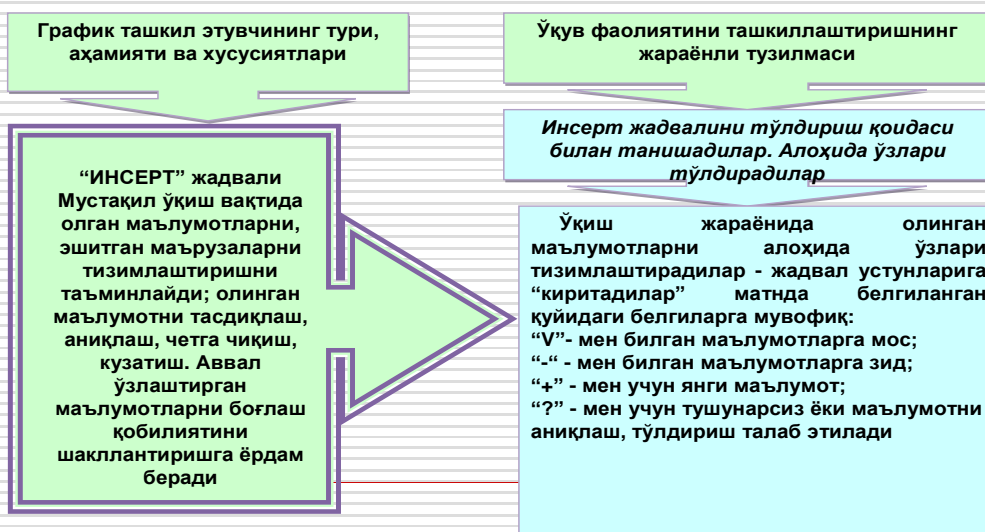 График ташкил этувчининг тури,
аҳамияти ва хусусиятлари
“ИНСЕРТ” жадвали
Мустақил ўқиш вақтида
олган маълумотларни,
эшитган маърузаларни
тизимлаштиришни
таъминлайди; олинган
маълумотни тасдиқлаш,
аниқлаш, четга чиқиш,
кузатиш. Аввал
ўзлаштирган
маълумотларни боғлаш
қобилиятини
шакллантиришга ёрдам
беради
Ўқув фаолиятини ташкиллаштиришнинг
жараёнли тузилмаси
Инсерт жадвалини тўлдириш қоидаси
билан танишадилар. Алоҳида ўзлари
тўлдирадилар
Ўқиш жараёнида олинган
маълумотларни алоҳида ўзлари
тизимлаштирадилар - жадвал устунларига
“киритадилар” матнда белгиланган
қуйидаги белгиларга мувофиқ:
“V”- мен билган маълумотларга мос;
“-“ - мен билган маълумотларга зид;
“+” - мен учун янги маълумот;
“?” - мен учун тушунарсиз ёки маълумотни
аниқлаш, тўлдириш талаб этилади